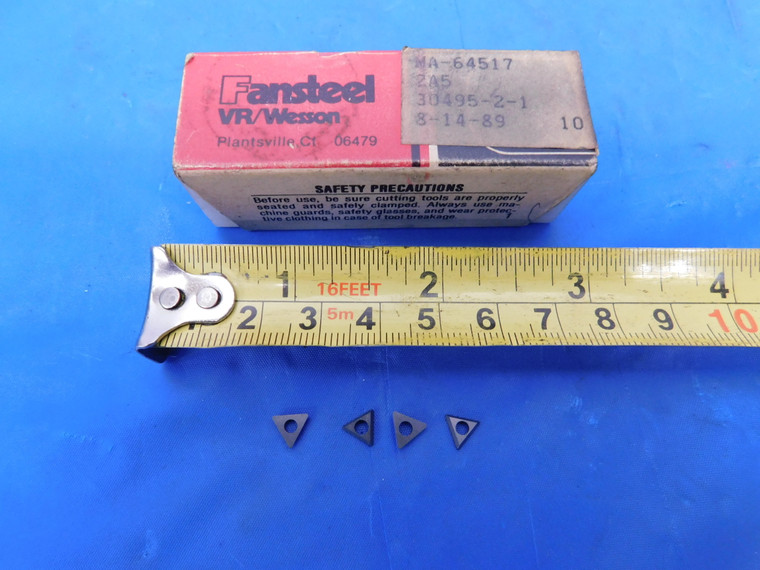 Fansteel
VR/Wesson
Plantsville, Ct 06479
WA-64517
2A5
30495-2-1
8-14-89 10
SAFETY PRECAUTIONS
Before use, be sure cutting tools are properly
seated and safely clamped. Always use ma-
chine guards, safety glasses, and wear protec-
tive clothing in case of tool breakage.
1 16FEET 2 3 4
1 2 3 5m 4 5 6 7 8 9 10